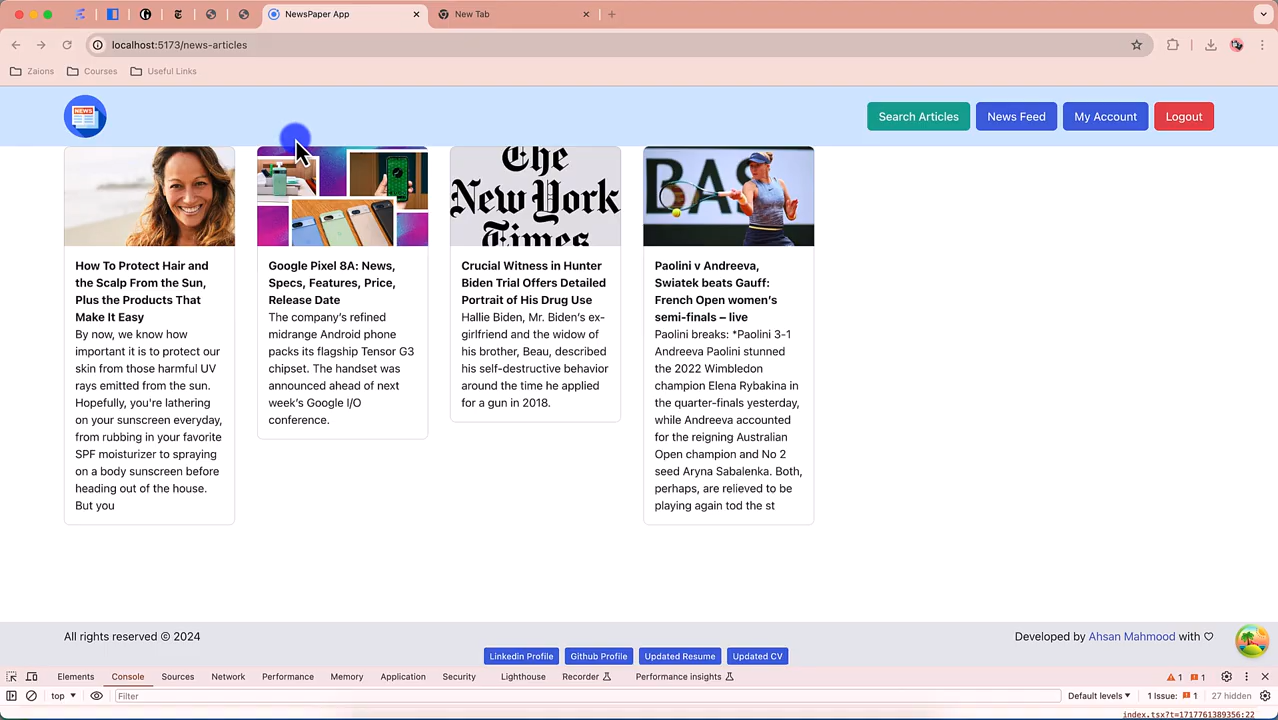 NewsPaper App
New Tab
localhost:5173/news-articles
Zaions
Courses
Useful Links
NEWS
Search Articles
News Feed
My Account
Logout
How To Protect Hair and
the Scalp From the Sun,
Plus the Products That
Make It Easy
By now, we know how
important it is to protect our
skin from those harmful UV
rays emitted from the sun.
Hopefully, you're lathering
on your sunscreen everyday,
from rubbing in your favorite
SPF moisturizer to spraying
on a body sunscreen before
heading out of the house.
But you
Google Pixel 8A: News,
Specs, Features, Price,
Release Date
The company's refined
midrange Android phone
packs its flagship Tensor G3
chipset. The handset was
announced ahead of next
week's Google I/O
conference.
The
New York
Times
Crucial Witness in Hunter
Biden Trial Offers Detailed
Portrait of His Drug Use
Hallie Biden, Mr. Biden's ex-
girlfriend and the widow of
his brother, Beau, described
his self-destructive behavior
around the time he applied
for a gun in 2018.
BAS
Paolini v Andreeva,
Swiatek beats Gauff:
French Open women's
semi-finals – live
Paolini breaks: *Paolini 3-1
Andreeva Paolini stunned
the 2022 Wimbledon
champion Elena Rybakina in
the quarter-finals yesterday,
while Andreeva accounted
for the reigning Australian
Open champion and No 2
seed Aryna Sabalenka. Both,
perhaps, are relieved to be
playing again tod the st
All rights reserved © 2024
Developed by Ahsan Mahmood with ♡
Linkedin Profile
Github Profile
Updated Resume
Updated CV
Elements
Console
Sources
Network
Performance
Memory
Application
Security
Lighthouse
Recorder
Performance insights
1
1
top
Filter
Default levels
1 Issue: 1
27 hidden
index.tsx?t=1717761389356:22